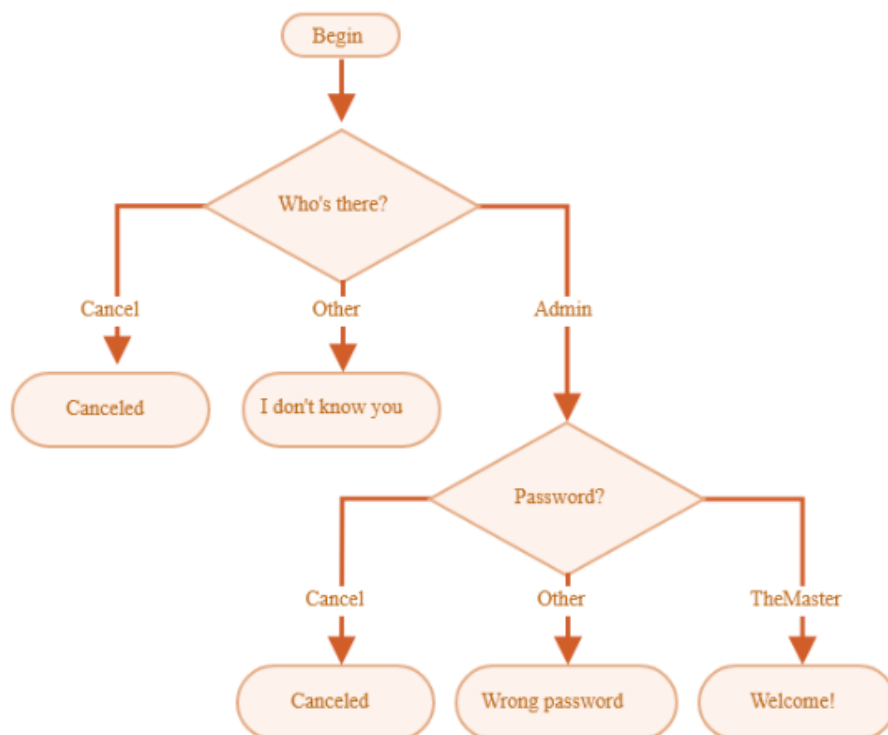 Begin
Who's there?
Cancel
Other
Admin
Canceled
I don't know you
Password?
Cancel
Other
TheMaster
Canceled
Wrong password
Welcome!